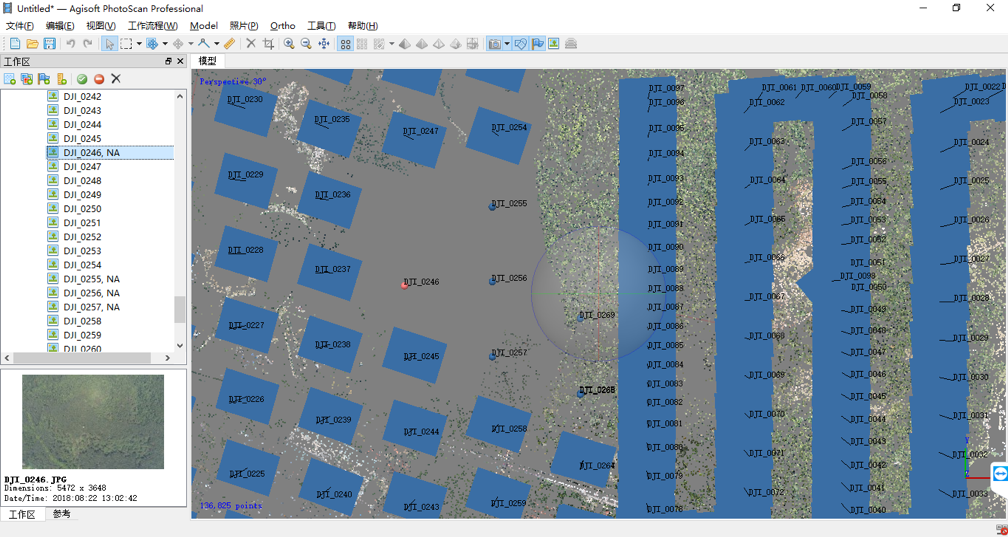 Untitled* — Agisoft PhotoScan Professional
文件(F) 编辑(E) 视图(V) 工作流程(W) Model 照片(P) Ortho 工具(T) 帮助(H)
工作区
模型
DJI_0242
DJI_0243
DJI_0244
DJI_0245
DJI_0246, NA
DJI_0247
DJI_0248
DJI_0249
DJI_0250
DJI_0251
DJI_0252
DJI_0253
DJI_0254
DJI_0255, NA
DJI_0256, NA
DJI_0257, NA
DJI_0258
DJI_0259
DJI_0260
DJI_0246.JPG
Dimensions: 5472 x 3648
Date/Time: 2018:08:22 13:02:42
工作区 参考
Perspective 30°
DJI_0230
DJI_0229
DJI_0228
DJI_0227
DJI_0226
DJI_0225
DJI_0235
DJI_0236
DJI_0237
DJI_0238
DJI_0239
DJI_0240
DJI_0247
DJI_0246
DJI_0245
DJI_0244
DJI_0243
DJI_0254
DJI_0255
DJI_0256
DJI_0257
DJI_0258
DJI_0259
DJI_0269
DJI_0268
DJI_0264
DJI_0097
DJI_0096
DJI_0095
DJI_0094
DJI_0093
DJI_0092
DJI_0091
DJI_0090
DJI_0089
DJI_0088
DJI_0087
DJI_0086
DJI_0085
DJI_0084
DJI_0083
DJI_0082
DJI_0081
DJI_0080
DJI_0079
DJI_0078
DJI_0061
DJI_0062
DJI_0063
DJI_0064
DJI_0065
DJI_0066
DJI_0067
DJI_0068
DJI_0069
DJI_0070
DJI_0071
DJI_0072
DJI_0060
DJI_0059
DJI_0058
DJI_0057
DJI_0056
DJI_0055
DJI_0054
DJI_0053
DJI_0052
DJI_0051
DJI_0098
DJI_0050
DJI_0049
DJI_0048
DJI_0047
DJI_0046
DJI_0045
DJI_0044
DJI_0043
DJI_0042
DJI_0041
DJI_0040
DJI_0022
DJI_0023
DJI_0024
DJI_0025
DJI_0026
DJI_0027
DJI_0028
DJI_0029
DJI_0030
DJI_0031
DJI_0032
DJI_0033
Y
136,825 points